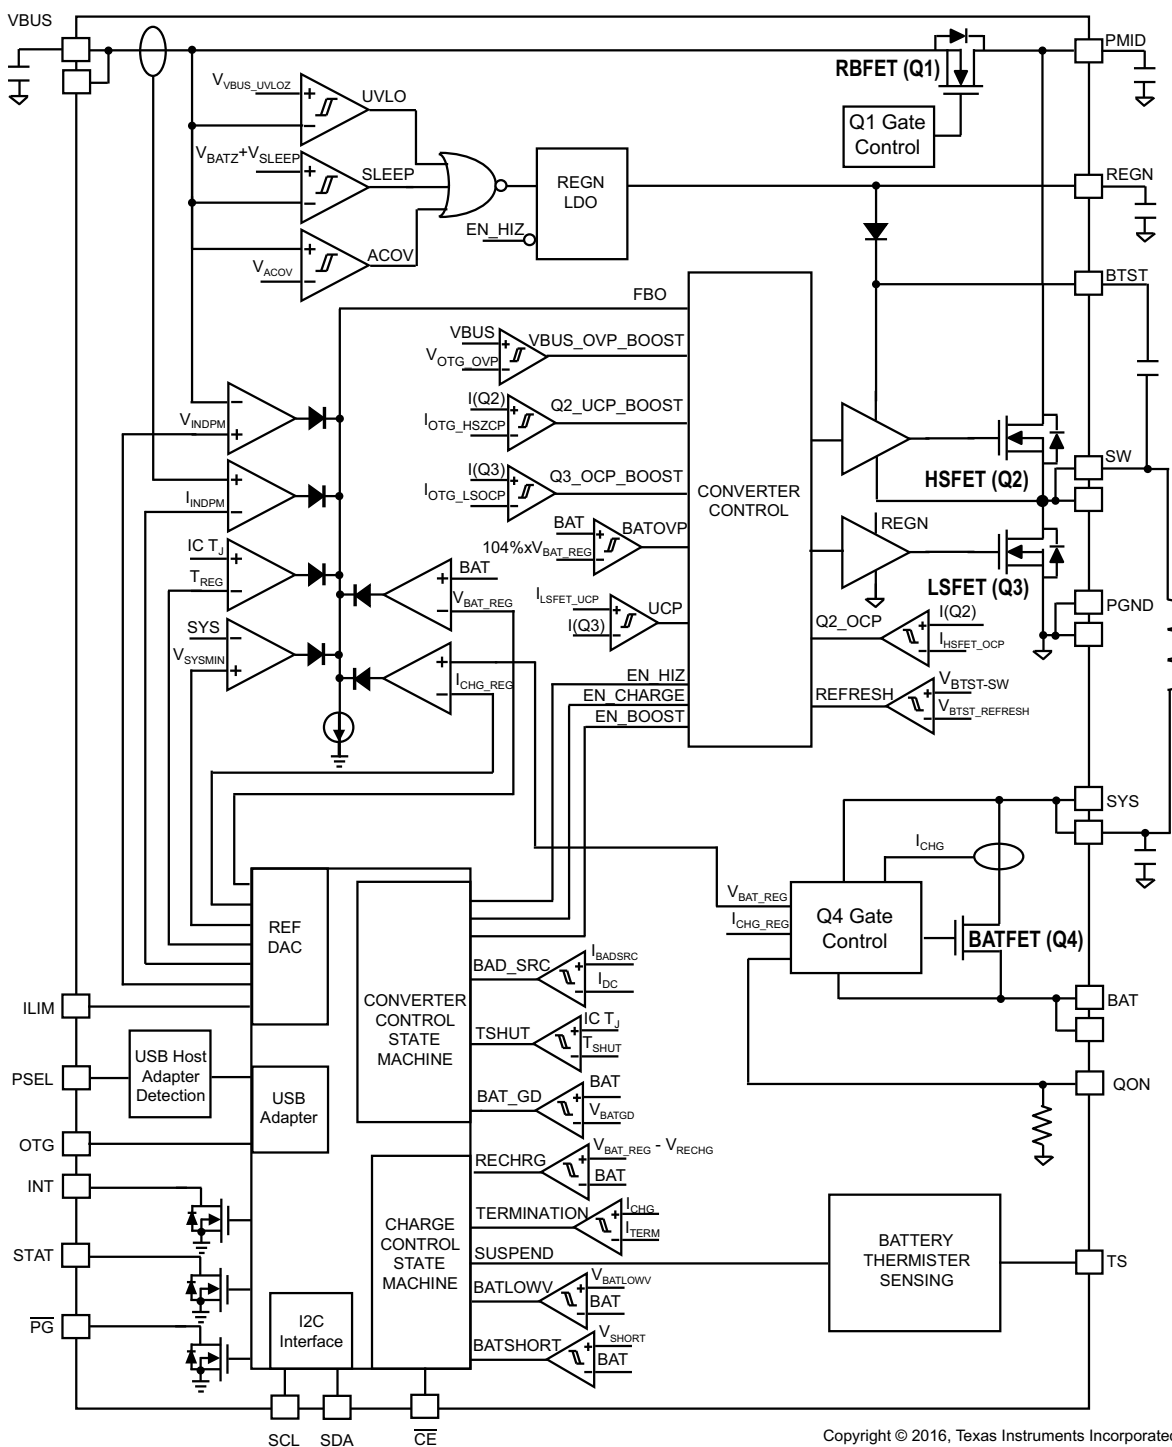 VBUS
PMID
RBFET (Q1)
Q1 Gate
Control
V_VBUS_UVLOZ
UVLO
V_BATZ+V_SLEEP
SLEEP
REGN
LDO
REGN
EN_HIZ
V_ACOV
ACOV
BTST
FBO
VBUS
V_OTG_OVP
VBUS_OVP_BOOST
I(Q2)
I_OTG_HSZCP
Q2_UCP_BOOST
V_INDPM
SW
HSFET (Q2)
I(Q3)
I_OTG_LSOCP
Q3_OCP_BOOST
CONVERTER
CONTROL
I_INDPM
BAT
104%xV_BAT_REG
BATOVP
REGN
IC T_J
T_REG
BAT
V_BAT_REG
LSFET (Q3)
I_LSFET_UCP
I(Q3)
UCP
PGND
Q2_OCP
I(Q2)
I_HSFET_OCP
SYS
V_SYSMIN
I_CHG_REG
EN_HIZ
EN_CHARGE
EN_BOOST
REFRESH
V_BTST-SW
V_BTST_REFRESH
SYS
I_CHG
V_BAT_REG
I_CHG_REG
Q4 Gate
Control
BATFET (Q4)
REF
DAC
BAD_SRC
I_BADSRC
I_DC
BAT
ILIM
CONVERTER
CONTROL
STATE
MACHINE
TSHUT
IC T_J
T_SHUT
USB Host
Adapter
Detection
PSEL
QON
USB
Adapter
BAT_GD
BAT
V_BATGD
OTG
RECHRG
V_BAT_REG - V_RECHG
BAT
INT
TERMINATION
I_CHG
I_TERM
CHARGE
CONTROL
STATE
MACHINE
SUSPEND
BATTERY
THERMISTER
SENSING
TS
STAT
BATLOWV
V_BATLOWV
BAT
I2C
Interface
PG
BATSHORT
V_SHORT
BAT
SCL
SDA
CE
Copyright © 2016, Texas Instruments Incorporate